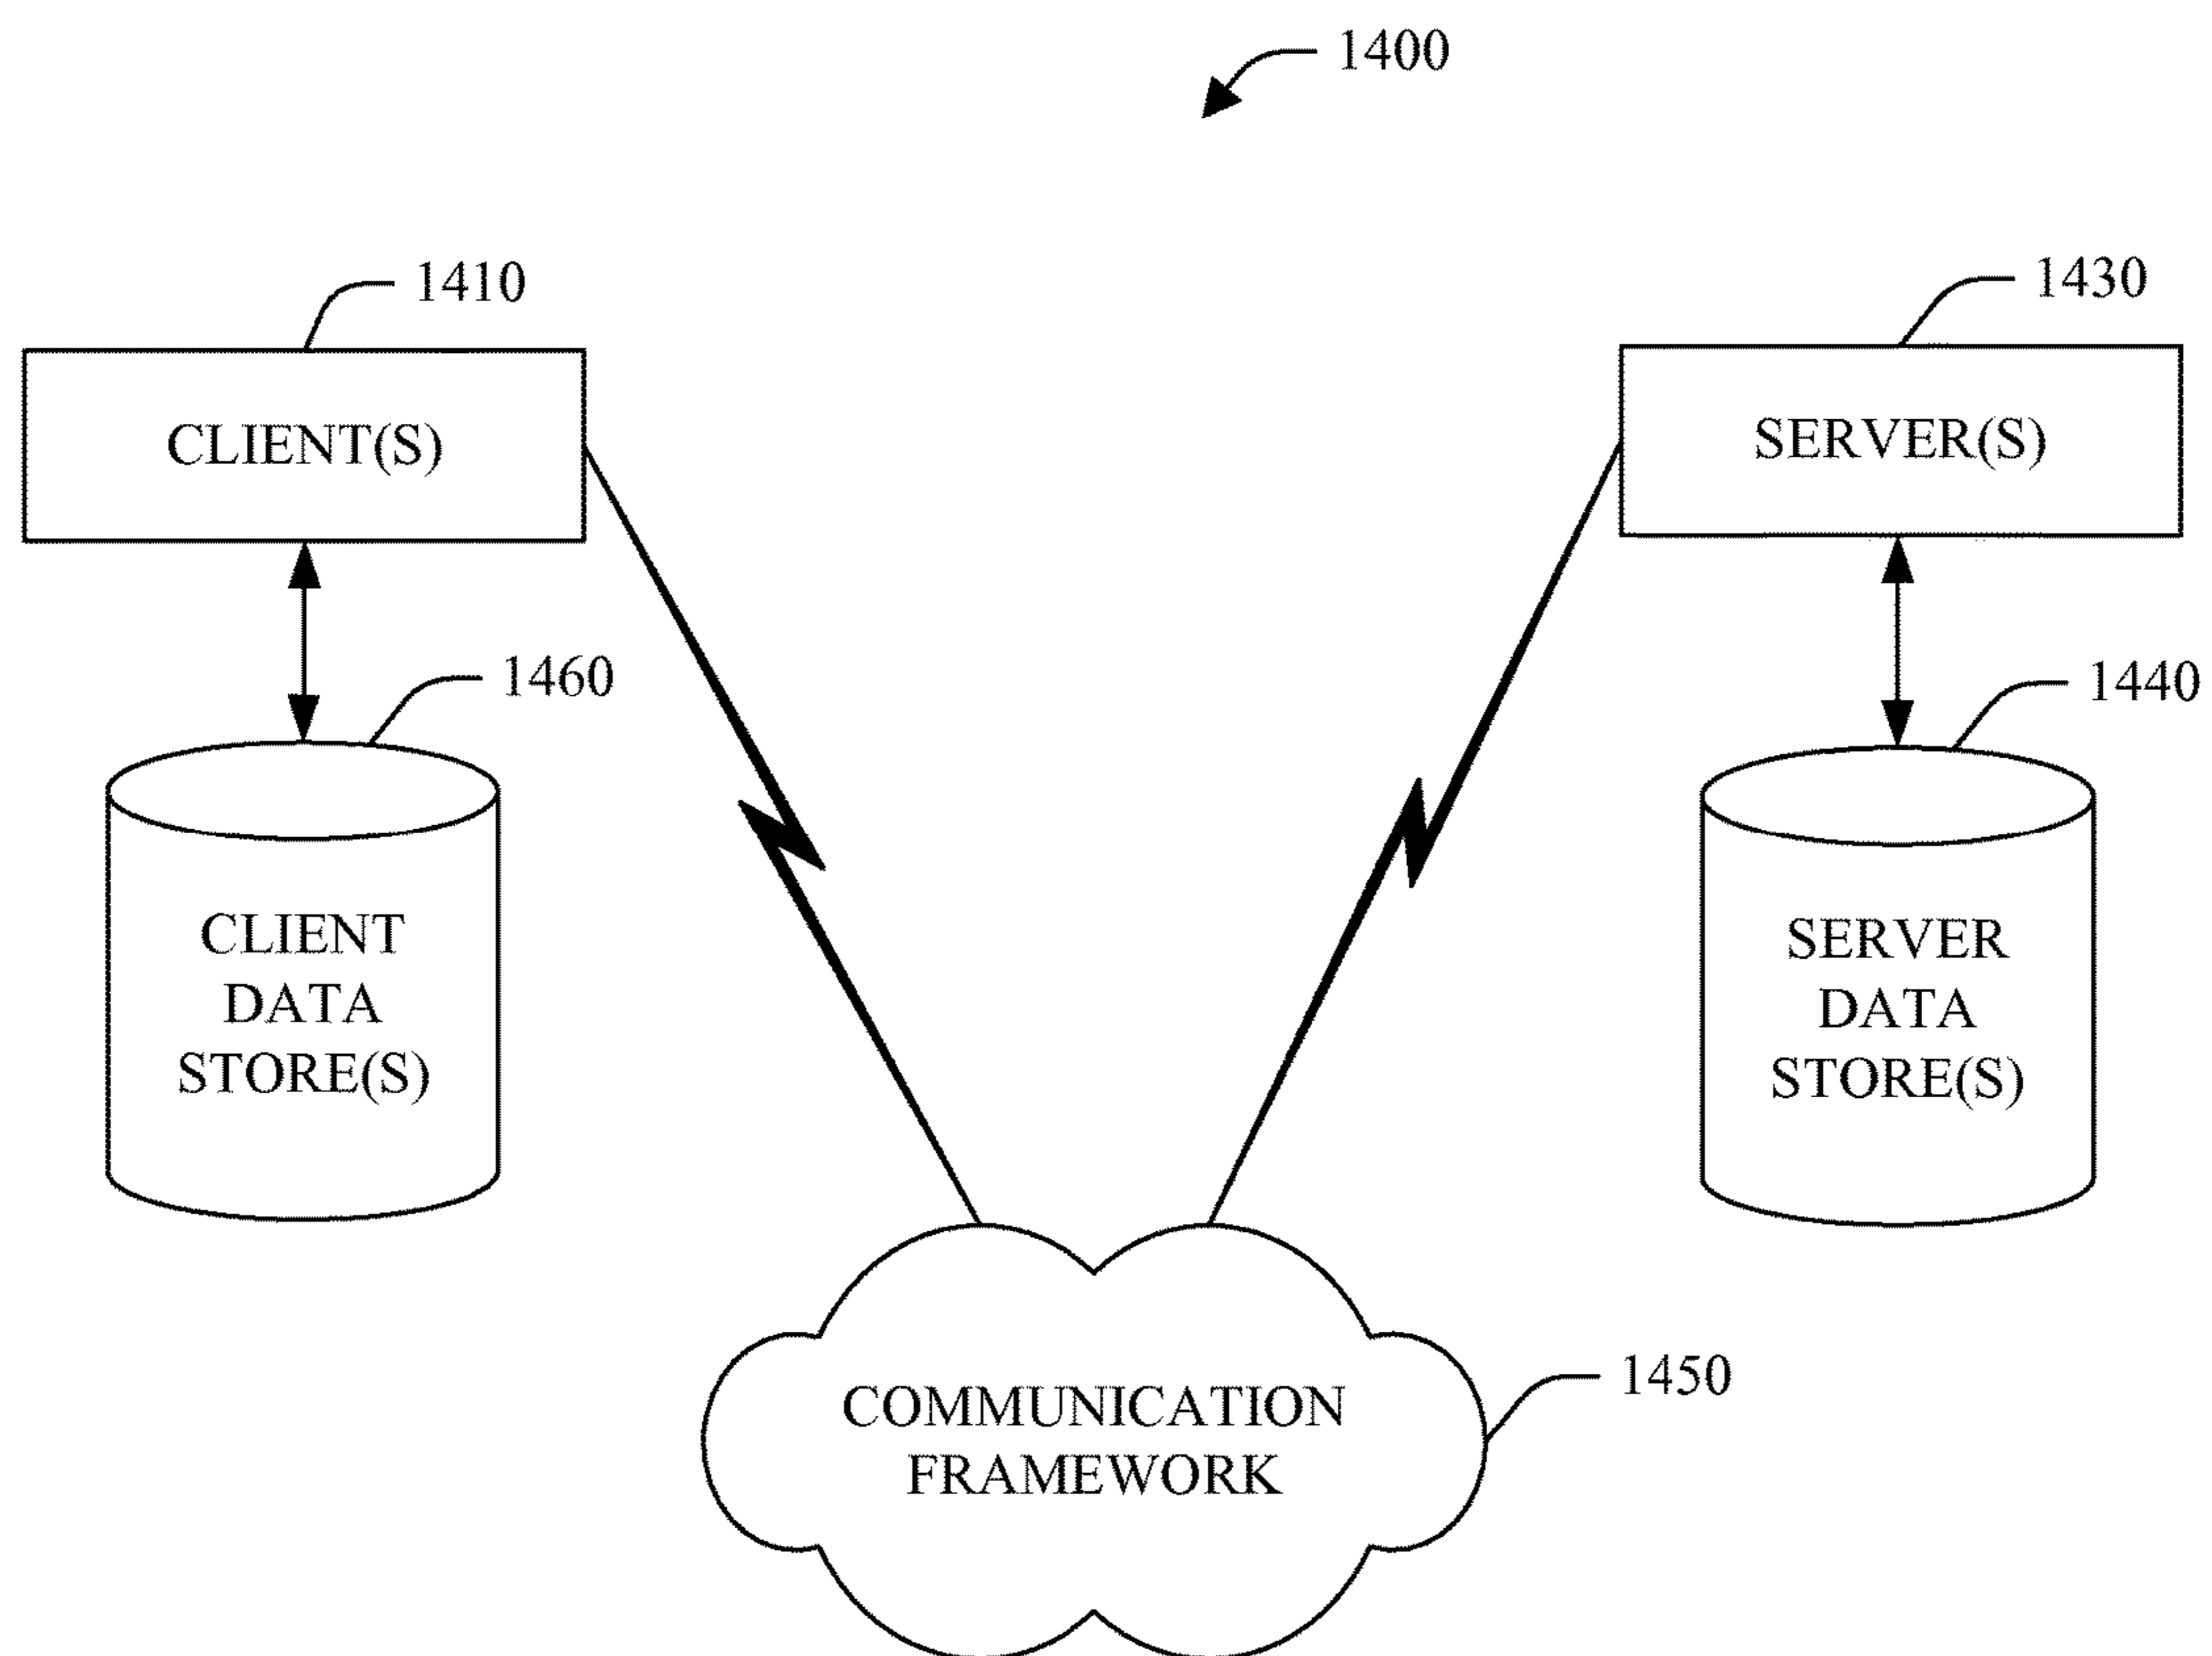 1400
1410
1430
CLIENT(S)
SERVER(S)
1460
1440
CLIENT
DATA
STORE(S)
SERVER
DATA
STORE(S)
1450
COMMUNICATION
FRAMEWORK